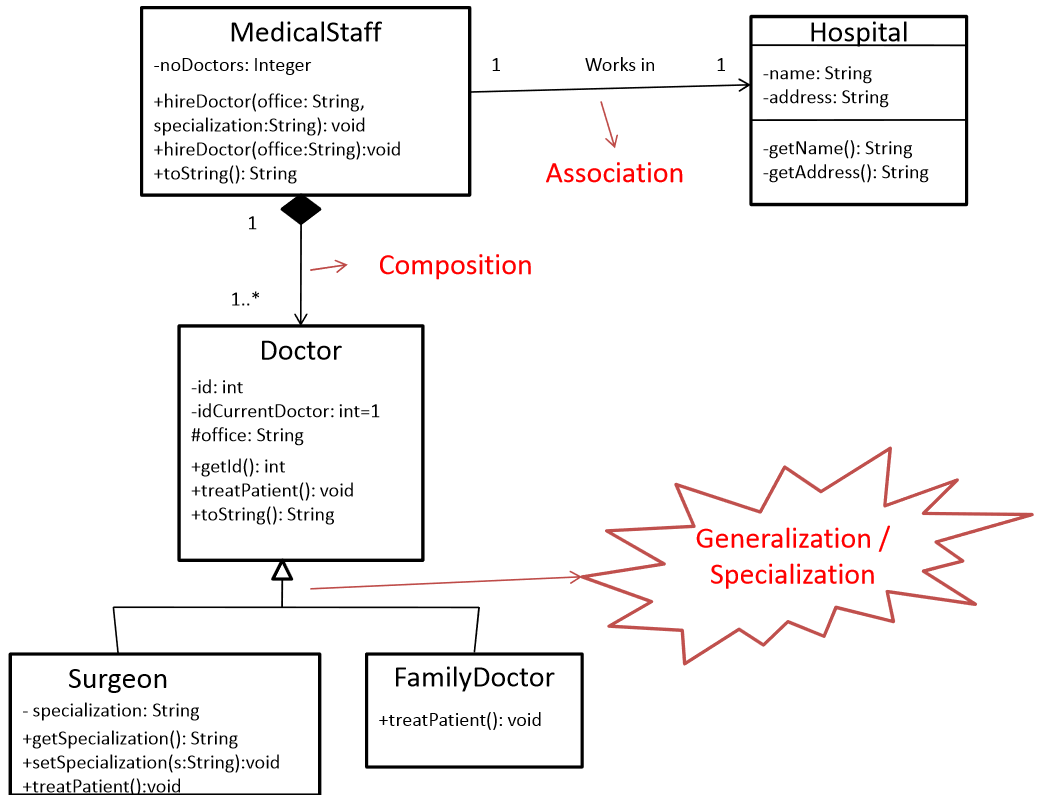 MedicalStaff
-noDoctors: Integer
+hireDoctor(office: String,
specialization:String): void
+hireDoctor(office:String):void
+toString(): String
1
Works in
1
Hospital
-name: String
-address: String
-getName(): String
-getAddress(): String
Association
1
Composition
1..*
Doctor
-id: int
-idCurrentDoctor: int=1
#office: String
+getId(): int
+treatPatient(): void
+toString(): String
Generalization /
Specialization
Surgeon
- specialization: String
+getSpecialization(): String
+setSpecialization(s:String):void
+treatPatient():void
FamilyDoctor
+treatPatient(): void